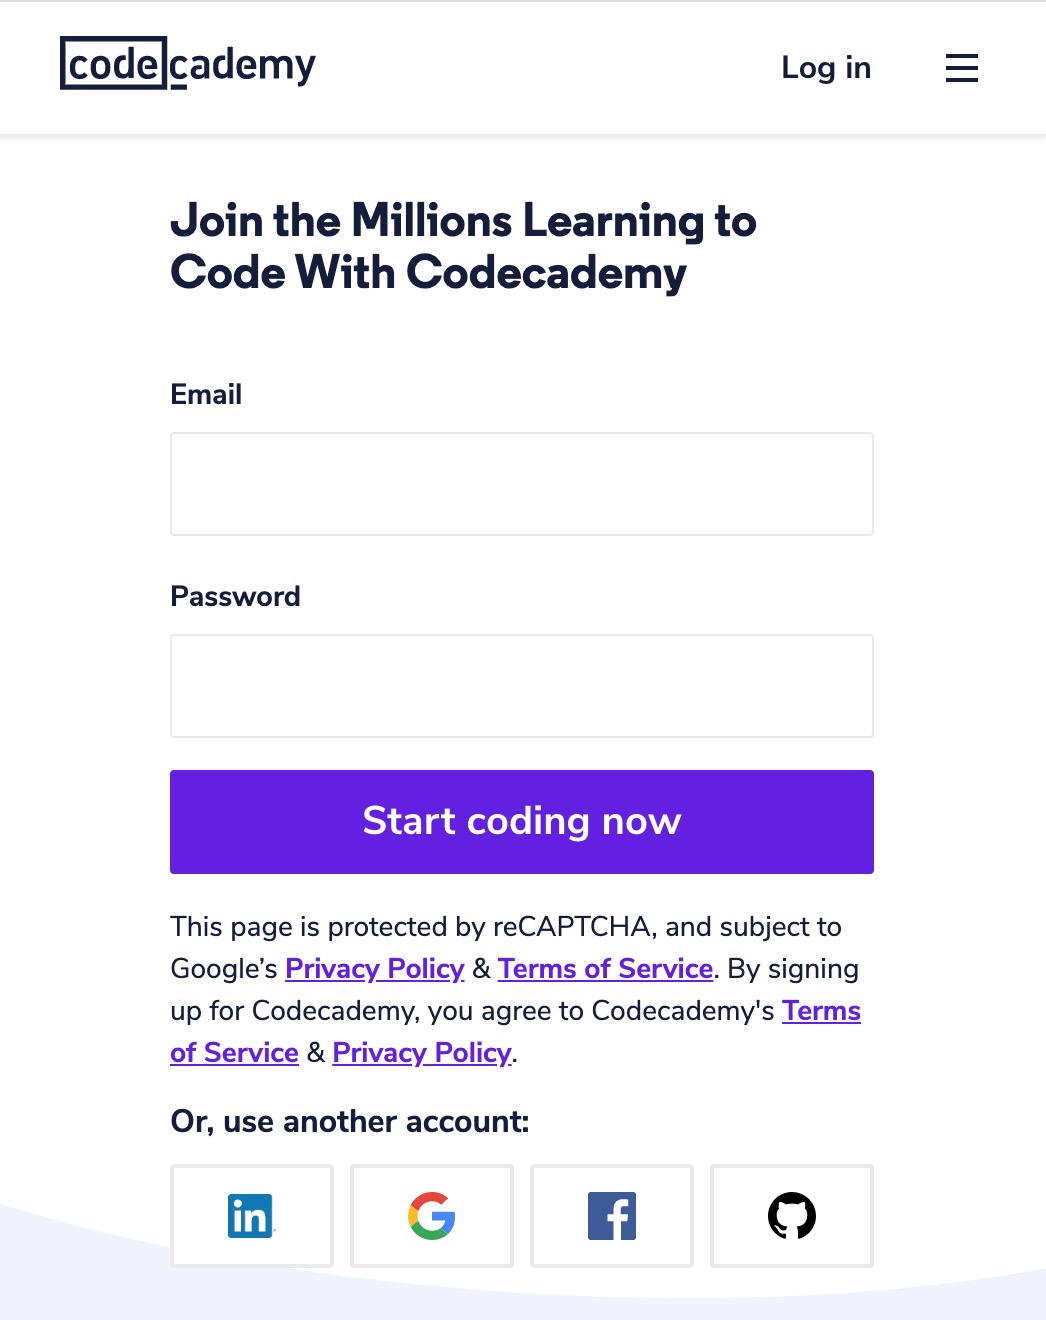 codecademy
Log in
Join the Millions Learning to
Code With Codecademy
Email
Password
Start coding now
This page is protected by reCAPTCHA, and subject to
Google’s Privacy Policy & Terms of Service. By signing
up for Codecademy, you agree to Codecademy's Terms
of Service & Privacy Policy.
Or, use another account:
in